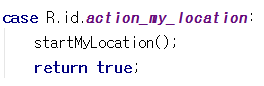 case R.id.action_my_location:
startMyLocation();
return true;